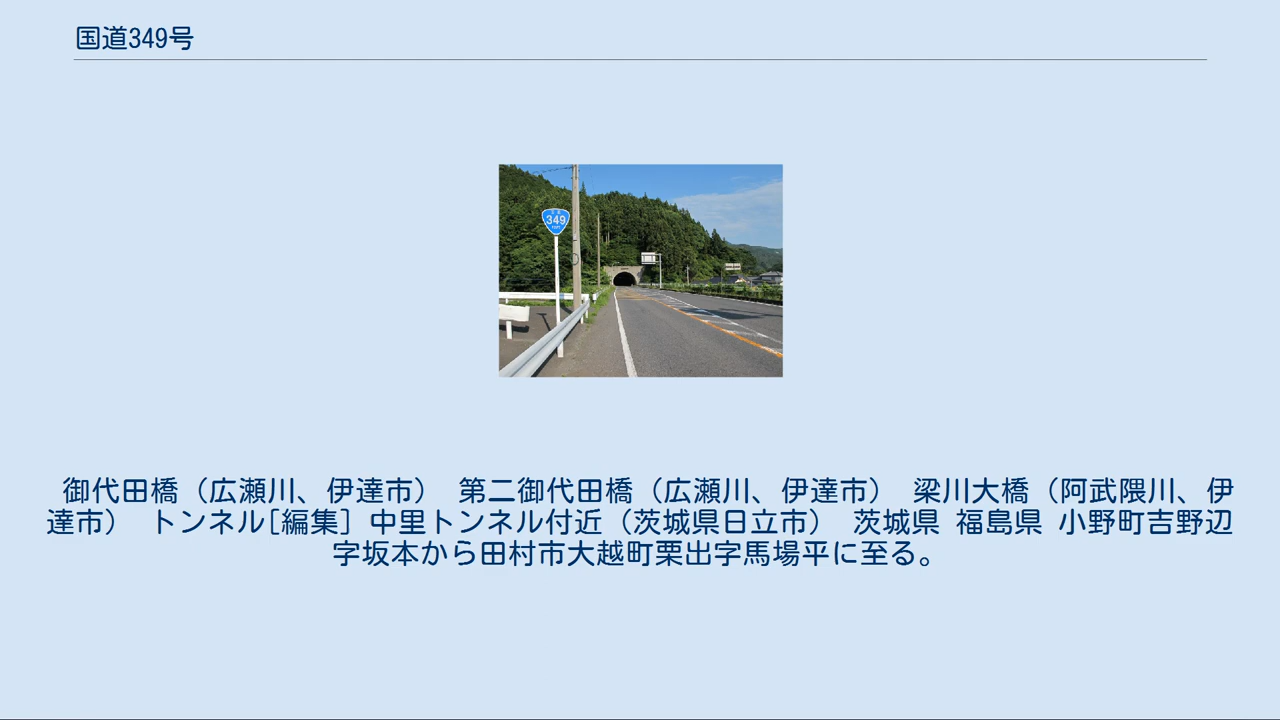 国道349号
349
御代田橋（広瀬川、伊達市） 第二御代田橋（広瀬川、伊達市） 梁川大橋（阿武隈川、伊
達市） トンネル[編集] 中里トンネル付近（茨城県日立市） 茨城県 福島県 小野町吉野辺
字坂本から田村市大越町栗出字馬場平に至る。